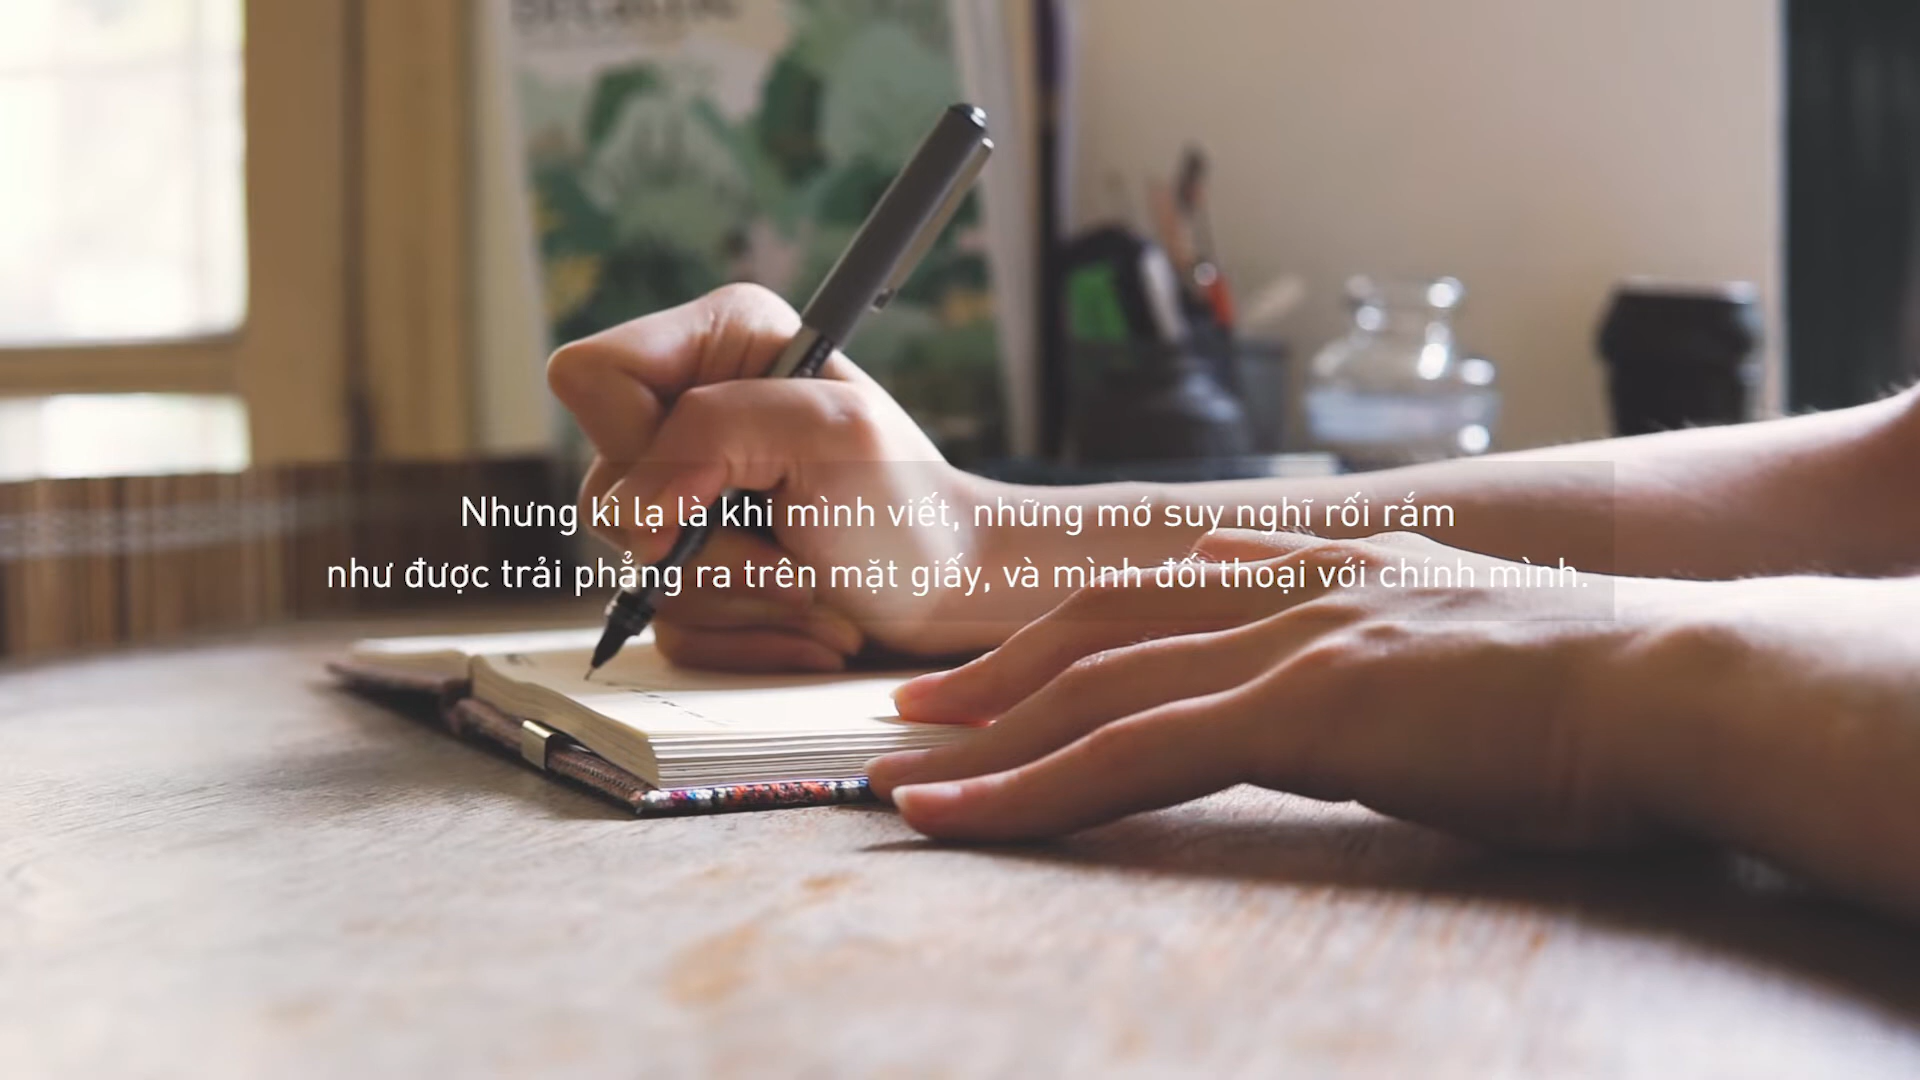 Nhưng kì lạ là khi mình viết, những mớ suy nghĩ rối rắm
như được trải phẳng ra trên mặt giấy, và mình đối thoại với chính mình.